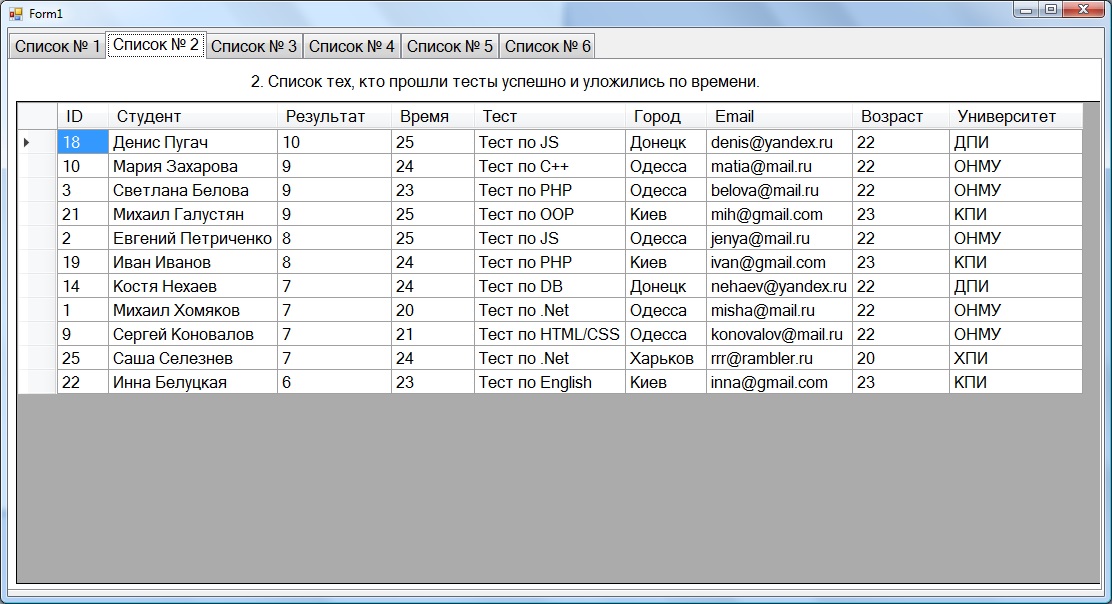 Form1
Список № 1 Список № 2 Список № 3 Список № 4 Список № 5 Список № 6
2. Список тех, кто прошли тесты успешно и уложились по времени.
ID Студент Результат Время Тест Город Email Возраст Университет
18 Денис Пугач 10 25 Тест по JS Донецк denis@yandex.ru 22 ДПИ
10 Мария Захарова 9 24 Тест по C++ Одесса matia@mail.ru 22 ОНМУ
3 Светлана Белова 9 23 Тест по PHP Одесса belova@mail.ru 22 ОНМУ
21 Михаил Галустян 9 25 Тест по OOP Киев mih@gmail.com 23 КПИ
2 Евгений Петриченко 8 25 Тест по JS Одесса jenya@mail.ru 22 ОНМУ
19 Иван Иванов 8 24 Тест по PHP Киев ivan@gmail.com 23 КПИ
14 Костя Нехаев 7 24 Тест по DB Донецк nehaev@yandex.ru 22 ДПИ
1 Михаил Хомяков 7 20 Тест по .Net Одесса misha@mail.ru 22 ОНМУ
9 Сергей Коновалов 7 21 Тест по HTML/CSS Одесса konovalov@mail.ru 22 ОНМУ
25 Саша Селезнев 7 24 Тест по .Net Харьков rrr@rambler.ru 20 ХПИ
22 Инна Белуцкая 6 23 Тест по English Киев inna@gmail.com 23 КПИ